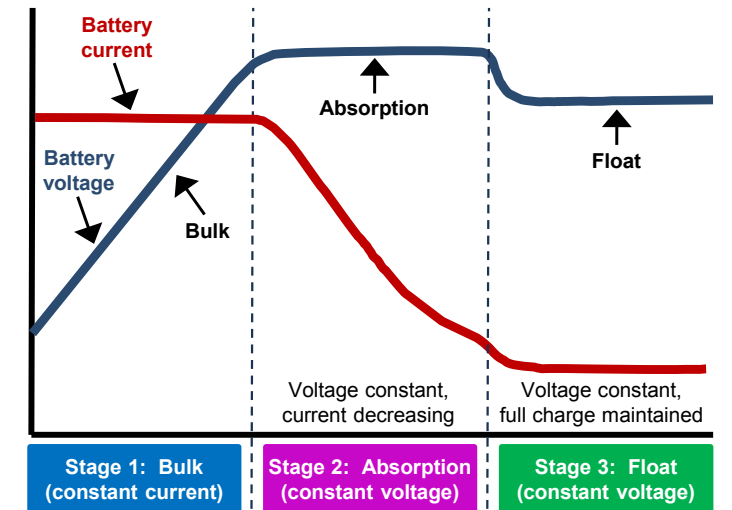 Battery
current
Absorption
Battery
voltage
Float
Bulk
Voltage constant,
current decreasing
Voltage constant,
full charge maintained
Stage 1:  Bulk
(constant current)
Stage 2:  Absorption
(constant voltage)
Stage 3:  Float
(constant voltage)